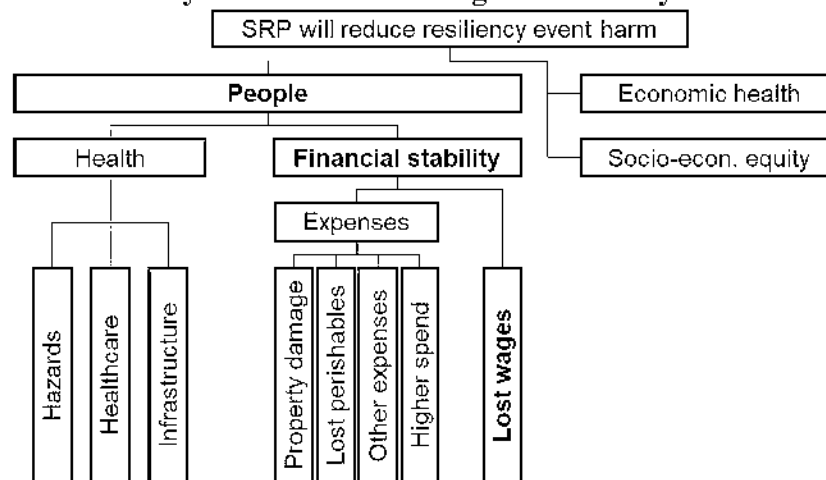 SRP will reduce resiliency event harm
People
Economic health
Health
Financial stability
Socio-econ. equity
Expenses
Hazards
Healthcare
Infrastructure
Property damage
Lost perishables
Other expenses
Higher spend
Lost wages